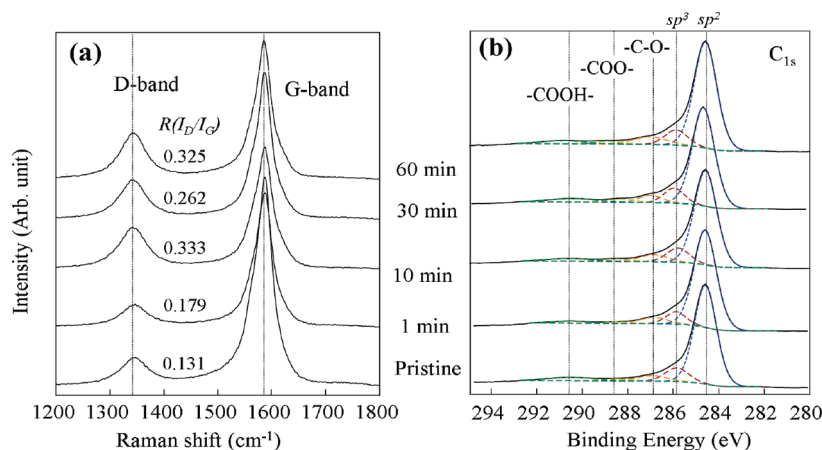 (a)
D-band
G-band
R(I_D/I_G)
0.325
0.262
0.333
0.179
0.131
60 min
30 min
10 min
1 min
Pristine
Intensity (Arb. unit)
1200 1300 1400 1500 1600 1700 1800
Raman shift (cm⁻¹)
(b)
sp³ sp²
-C-O-
-COO-
-COOH-
C₁ₛ
294 292 290 288 286 284 282 280
Binding Energy (eV)